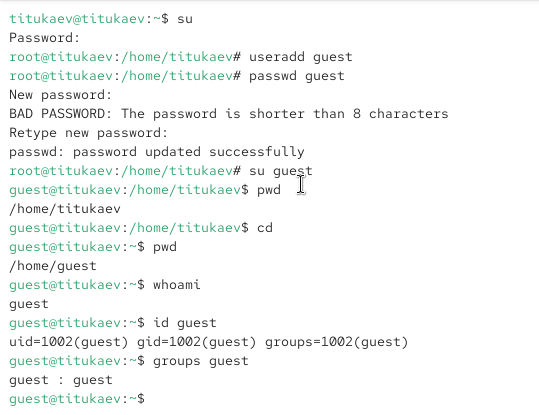 titukaev@titukaev:~$ su
Password:
root@titukaev:/home/titukaev# useradd guest
root@titukaev:/home/titukaev# passwd guest
New password:
BAD PASSWORD: The password is shorter than 8 characters
Retype new password:
passwd: password updated successfully
root@titukaev:/home/titukaev# su guest
guest@titukaev:/home/titukaev$ pwd
/home/titukaev
guest@titukaev:/home/titukaev$ cd
guest@titukaev:~$ pwd
/home/guest
guest@titukaev:~$ whoami
guest
guest@titukaev:~$ id guest
uid=1002(guest) gid=1002(guest) groups=1002(guest)
guest@titukaev:~$ groups guest
guest : guest
guest@titukaev:~$